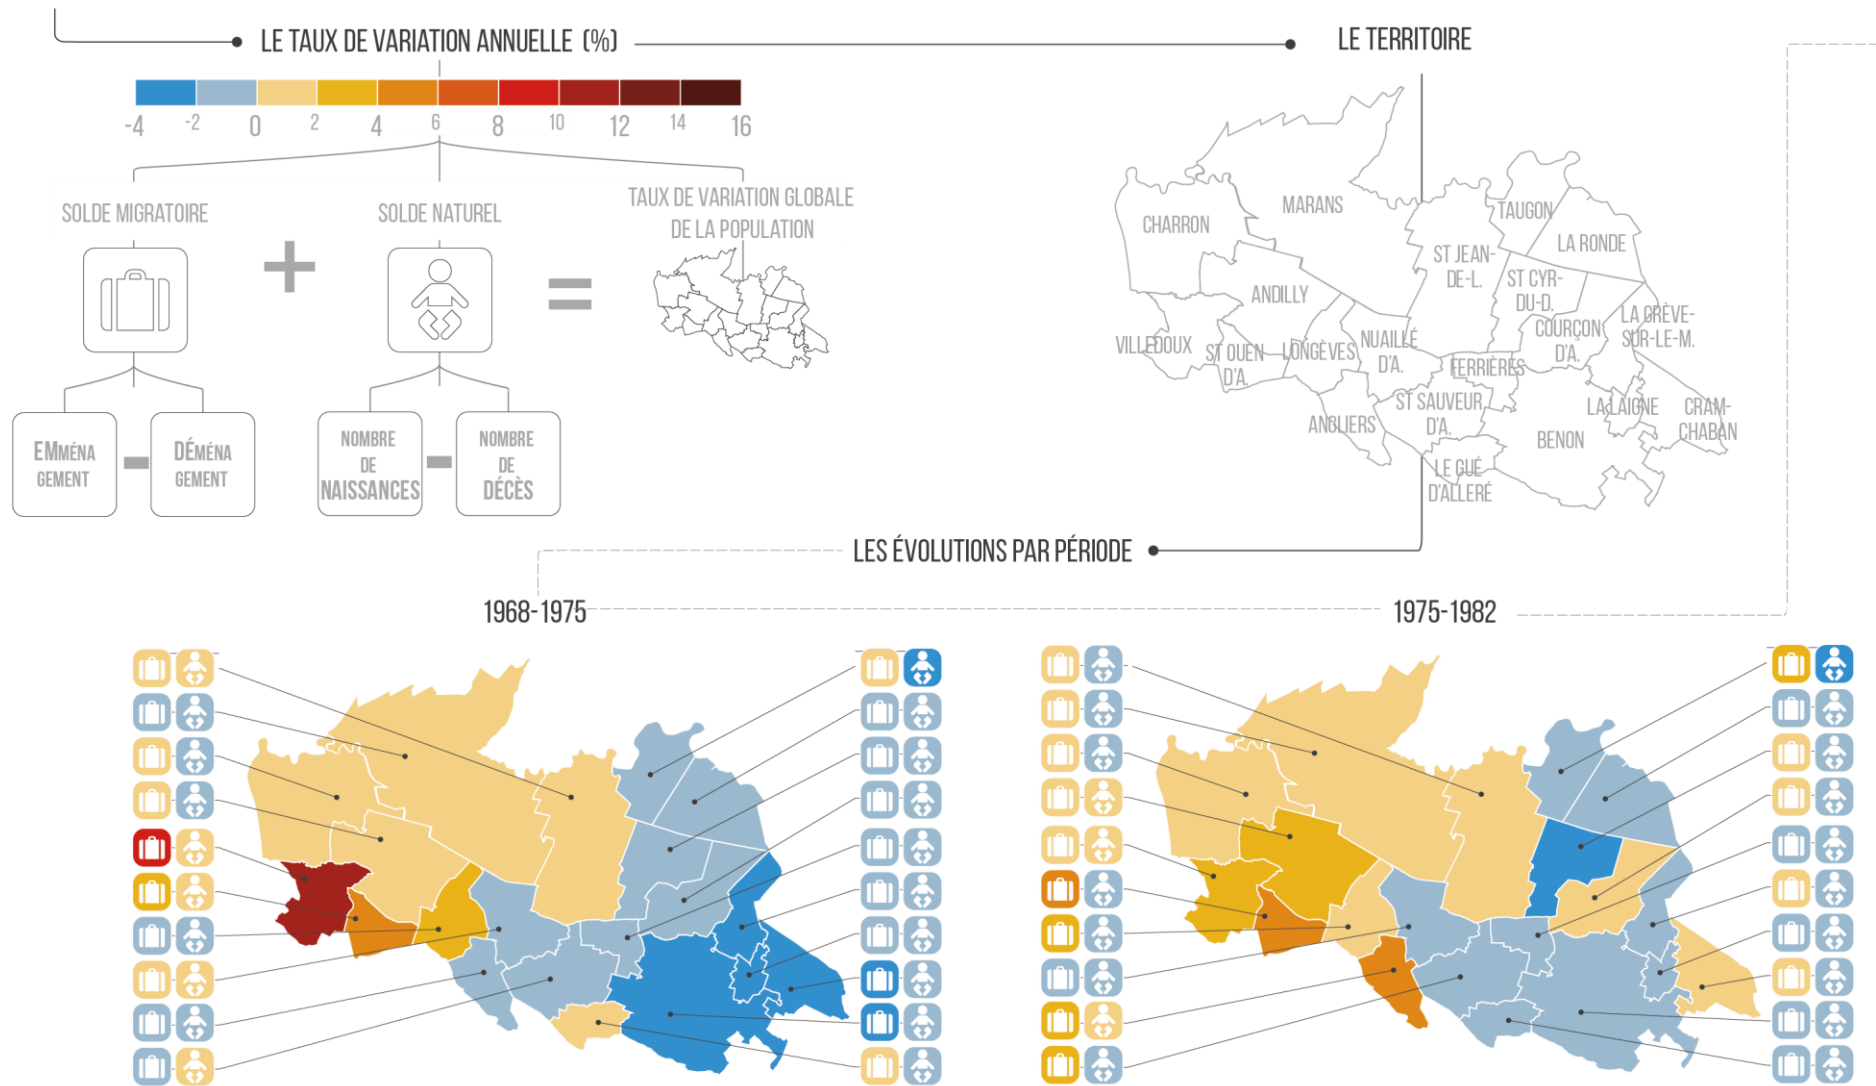 LE TAUX DE VARIATION ANNUELLE (%)
LE TERRITOIRE
-4 -2 0 2 4 6 8 10 12 14 16
SOLDE MIGRATOIRE
SOLDE NATUREL
TAUX DE VARIATION GLOBALE
DE LA POPULATION
+
=
EMMÉNA
GEMENT
-
DÉMÉNA
GEMENT
NOMBRE
DE
NAISSANCES
-
NOMBRE
DE
DÉCÈS
CHARRON
MARANS
TAUGON
LA RONDE
ST JEAN-
DE-L.
ST CYR-
DU-D.
ANDILLY
LA GRÈVE-
SUR-LE-M.
COURÇON
D'A.
VILLEDOUX
ST OUEN
D'A.
LONGÈVES
NUAILLÉ
D'A.
FERRIÈRES
ST SAUVEUR
D'A.
LA LAIGNE
CRAM-
CHABAN
ANGLIERS
BENON
LE GUÉ
D'ALLERÉ
LES ÉVOLUTIONS PAR PÉRIODE
1968-1975
1975-1982